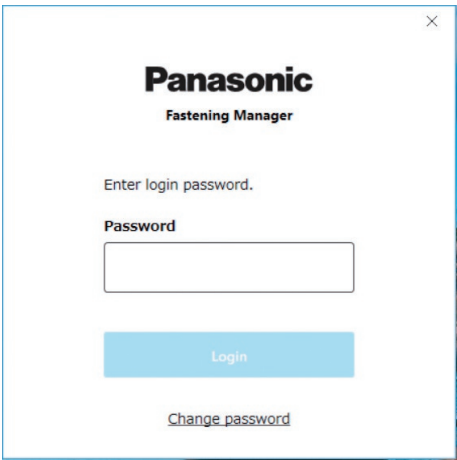 Panasonic
Fastening Manager
Enter login password.
Password
Login
Change password